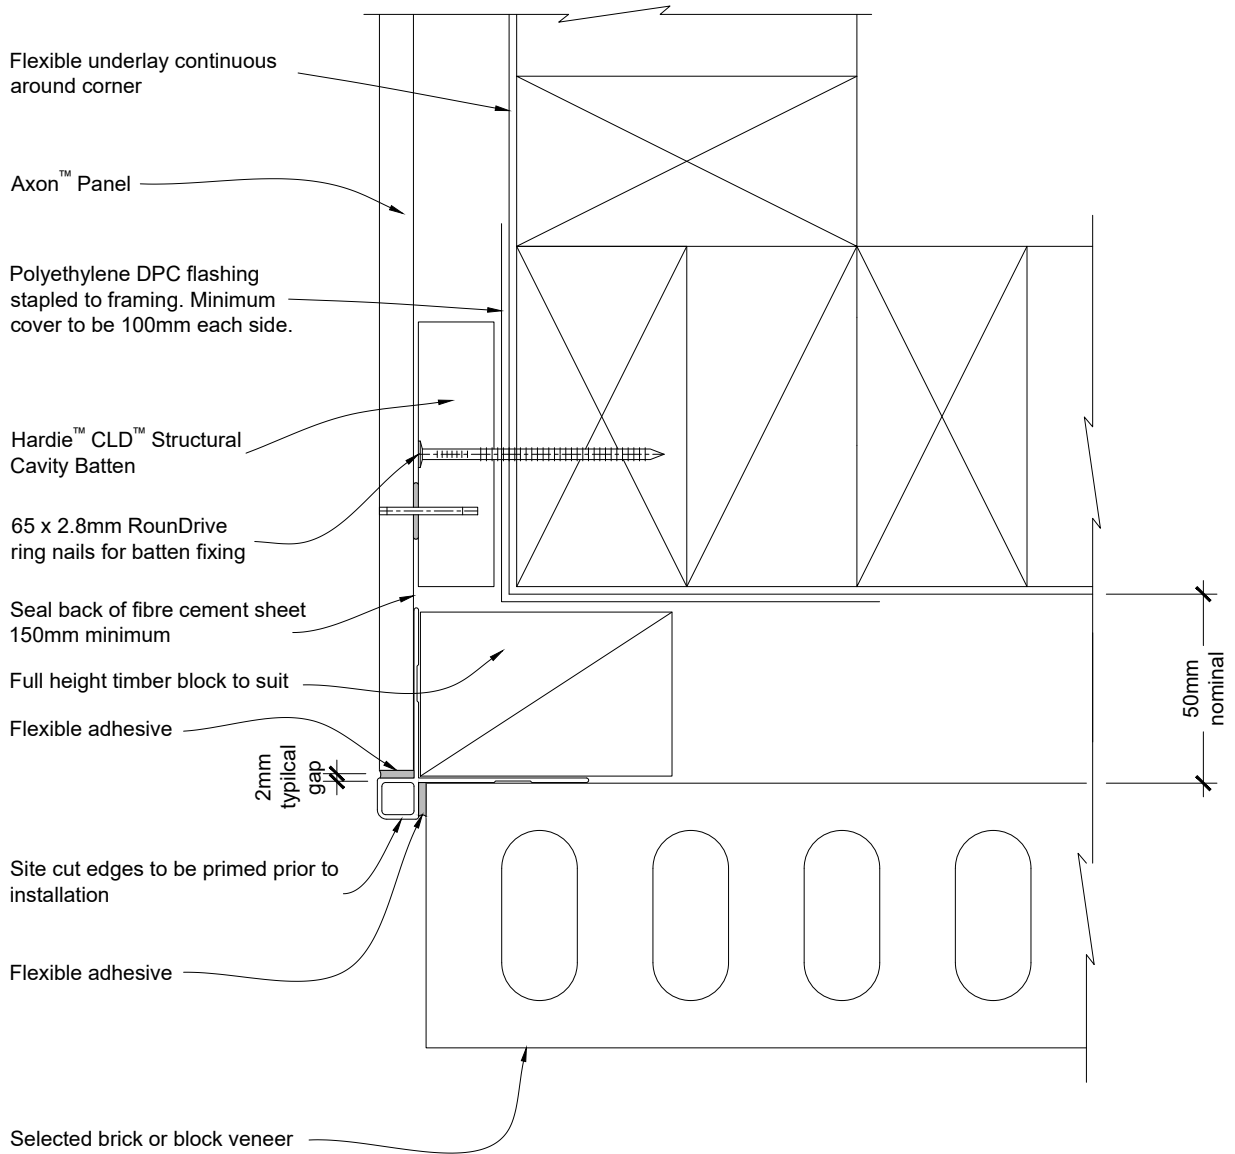 Flexible underlay continuous
around corner
Axon™ Panel
Polyethylene DPC flashing
stapled to framing. Minimum
cover to be 100mm each side.
Hardie™ CLD™ Structural
Cavity Batten
65 x 2.8mm RounDrive
ring nails for batten fixing
Seal back of fibre cement sheet
150mm minimum
Full height timber block to suit
Flexible adhesive
2mm
typilcal
gap
50mm
nominal
Site cut edges to be primed prior to
installation
Flexible adhesive
Selected brick or block veneer